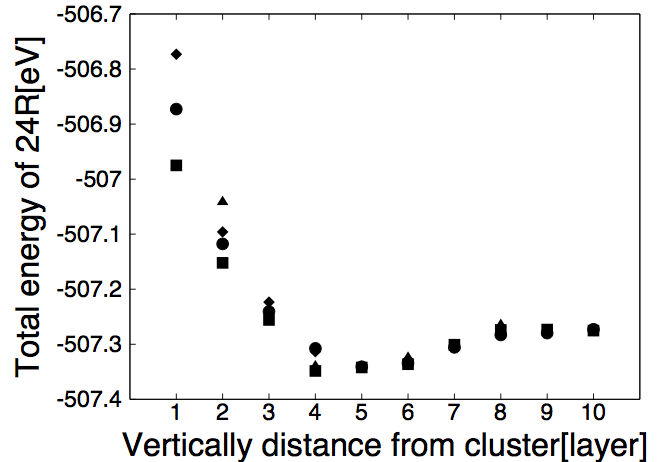 Total energy of 24R[eV]
-506.7
-506.8
-506.9
-507
-507.1
-507.2
-507.3
-507.4
1 2 3 4 5 6 7 8 9 10
Vertically distance from cluster[layer]